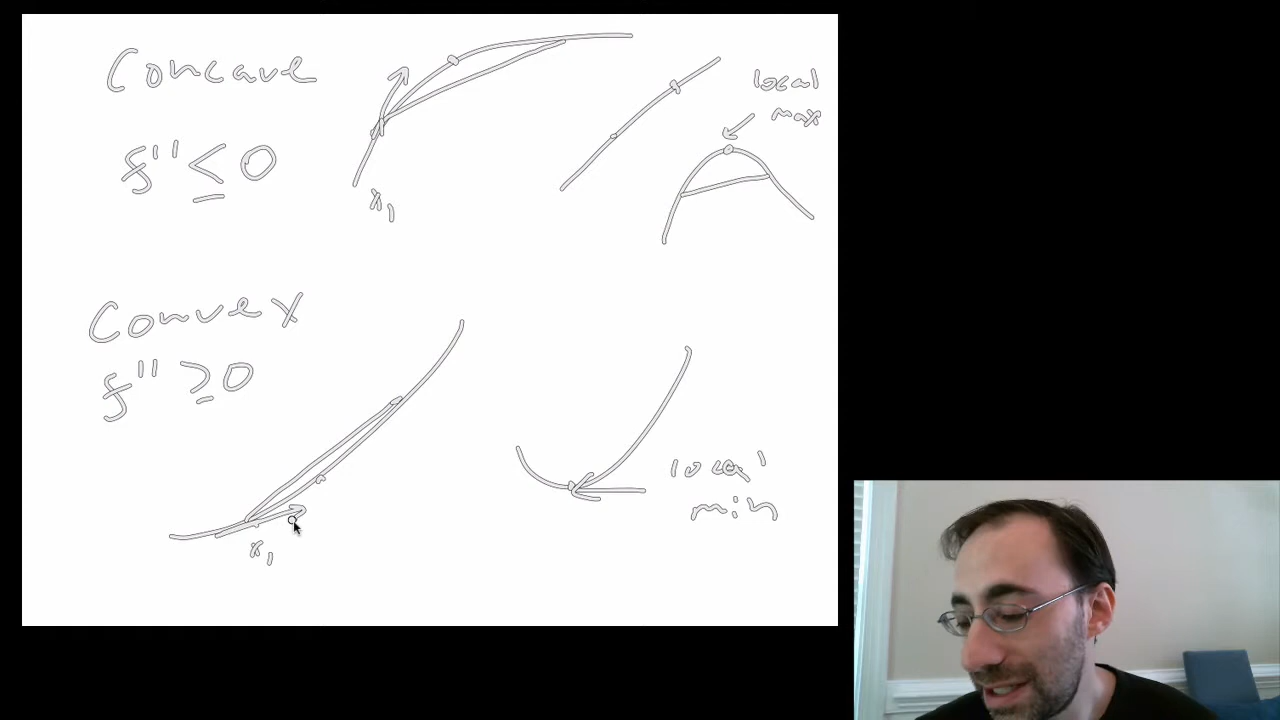 Concave
f'' ≤ 0
x₁
local
max
Convex
f'' ≥ 0
x₁
local
min